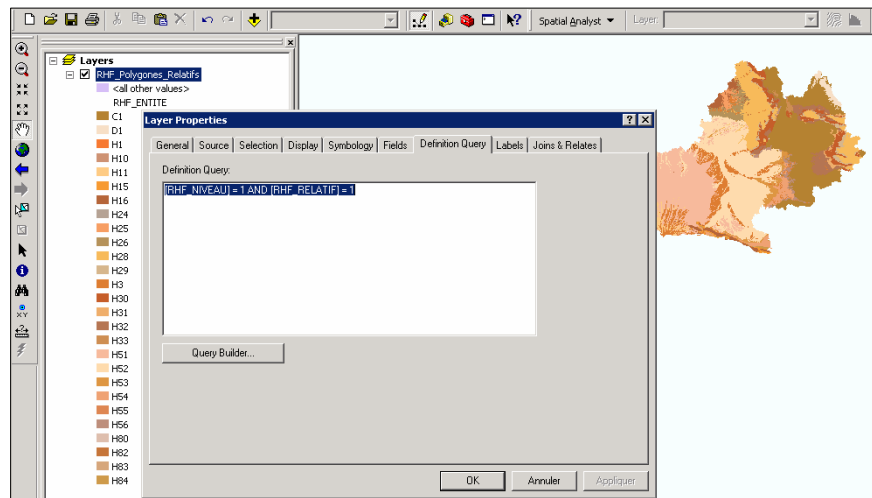 Spatial Analyst
Layer:
Layers
RHF_Polygones_Relatifs
<all other values>
RHF_ENTITE
C1
D1
H1
H10
H11
H15
H16
H24
H25
H26
H28
H29
H3
H30
H31
H32
H33
H51
H52
H53
H54
H55
H56
H80
H82
H83
H84
XY
Layer Properties
General Source Selection Display Symbology Fields Definition Query Labels Joins & Relates
Definition Query:
[RHF_NIVEAU] = 1 AND [RHF_RELATIF] = 1
Query Builder...
OK Annuler Appliquer